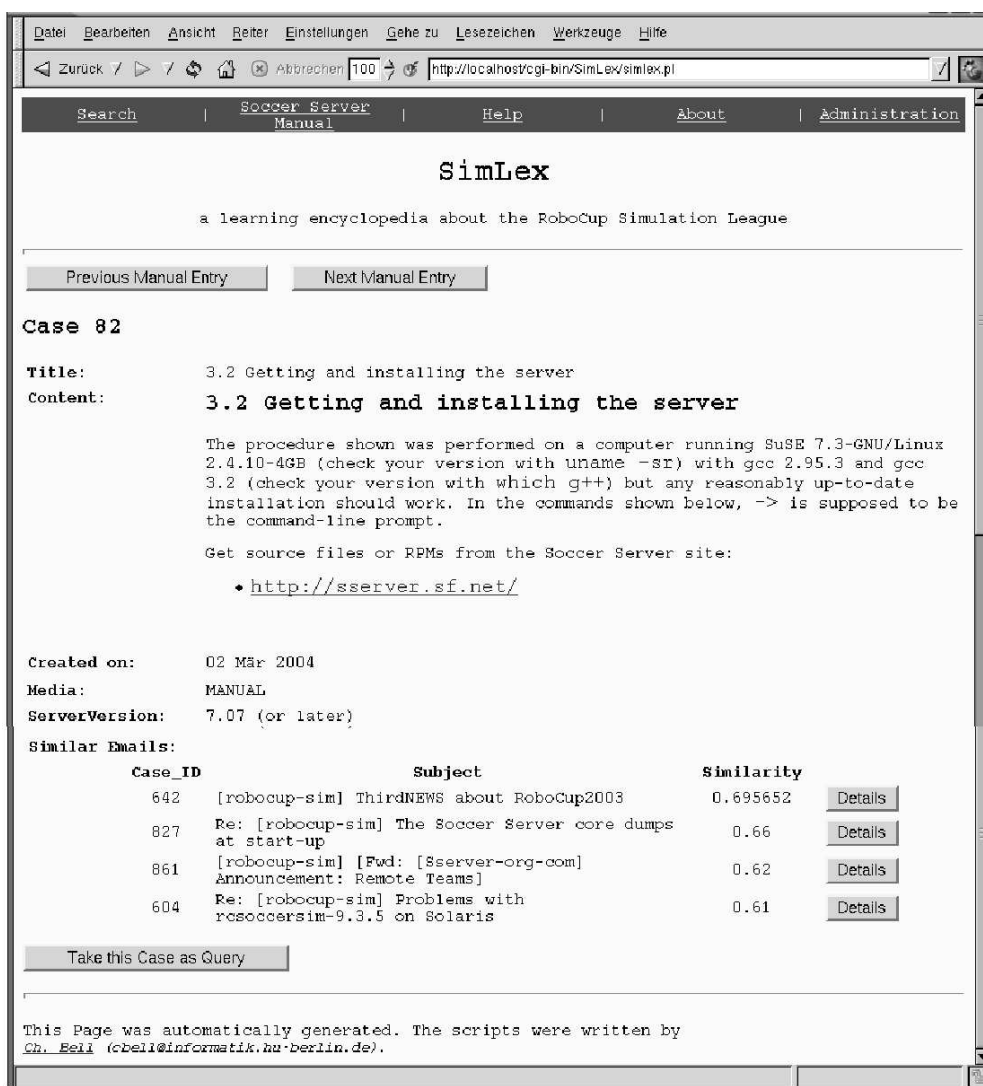 Datei Bearbeiten Ansicht Reiter Einstellungen Gehe zu Lesezeichen Werkzeuge Hilfe
Zurück Abbrechen 100 http://localhost/cgi-bin/SimLex/simlex.pl
Search | Soccer Server Manual | Help | About | Administration
SimLex
a learning encyclopedia about the RoboCup Simulation League
Previous Manual Entry Next Manual Entry
Case 82
Title: 3.2 Getting and installing the server
Content: 3.2 Getting and installing the server
The procedure shown was performed on a computer running SuSE 7.3-GNU/Linux
2.4.10-4GB (check your version with uname -sr) with gcc 2.95.3 and gcc
3.2 (check your version with which g++) but any reasonably up-to-date
installation should work. In the commands shown below, -> is supposed to be
the command-line prompt.
Get source files or RPMs from the Soccer Server site:
• http://sserver.sf.net/
Created on: 02 Mär 2004
Media: MANUAL
ServerVersion: 7.07 (or later)
Similar Emails:
Case_ID Subject Similarity
642 [robocup-sim] ThirdNEWS about RoboCup2003 0.695652 Details
827 Re: [robocup-sim] The Soccer Server core dumps at start-up 0.66 Details
861 [robocup-sim] [Fwd: [Sserver-org-com] Announcement: Remote Teams] 0.62 Details
604 Re: [robocup-sim] Problems with rcsoccersim-9.3.5 on Solaris 0.61 Details
Take this Case as Query
This Page was automatically generated. The scripts were written by
Ch. Bell (cbell@informatik.hu-berlin.de).